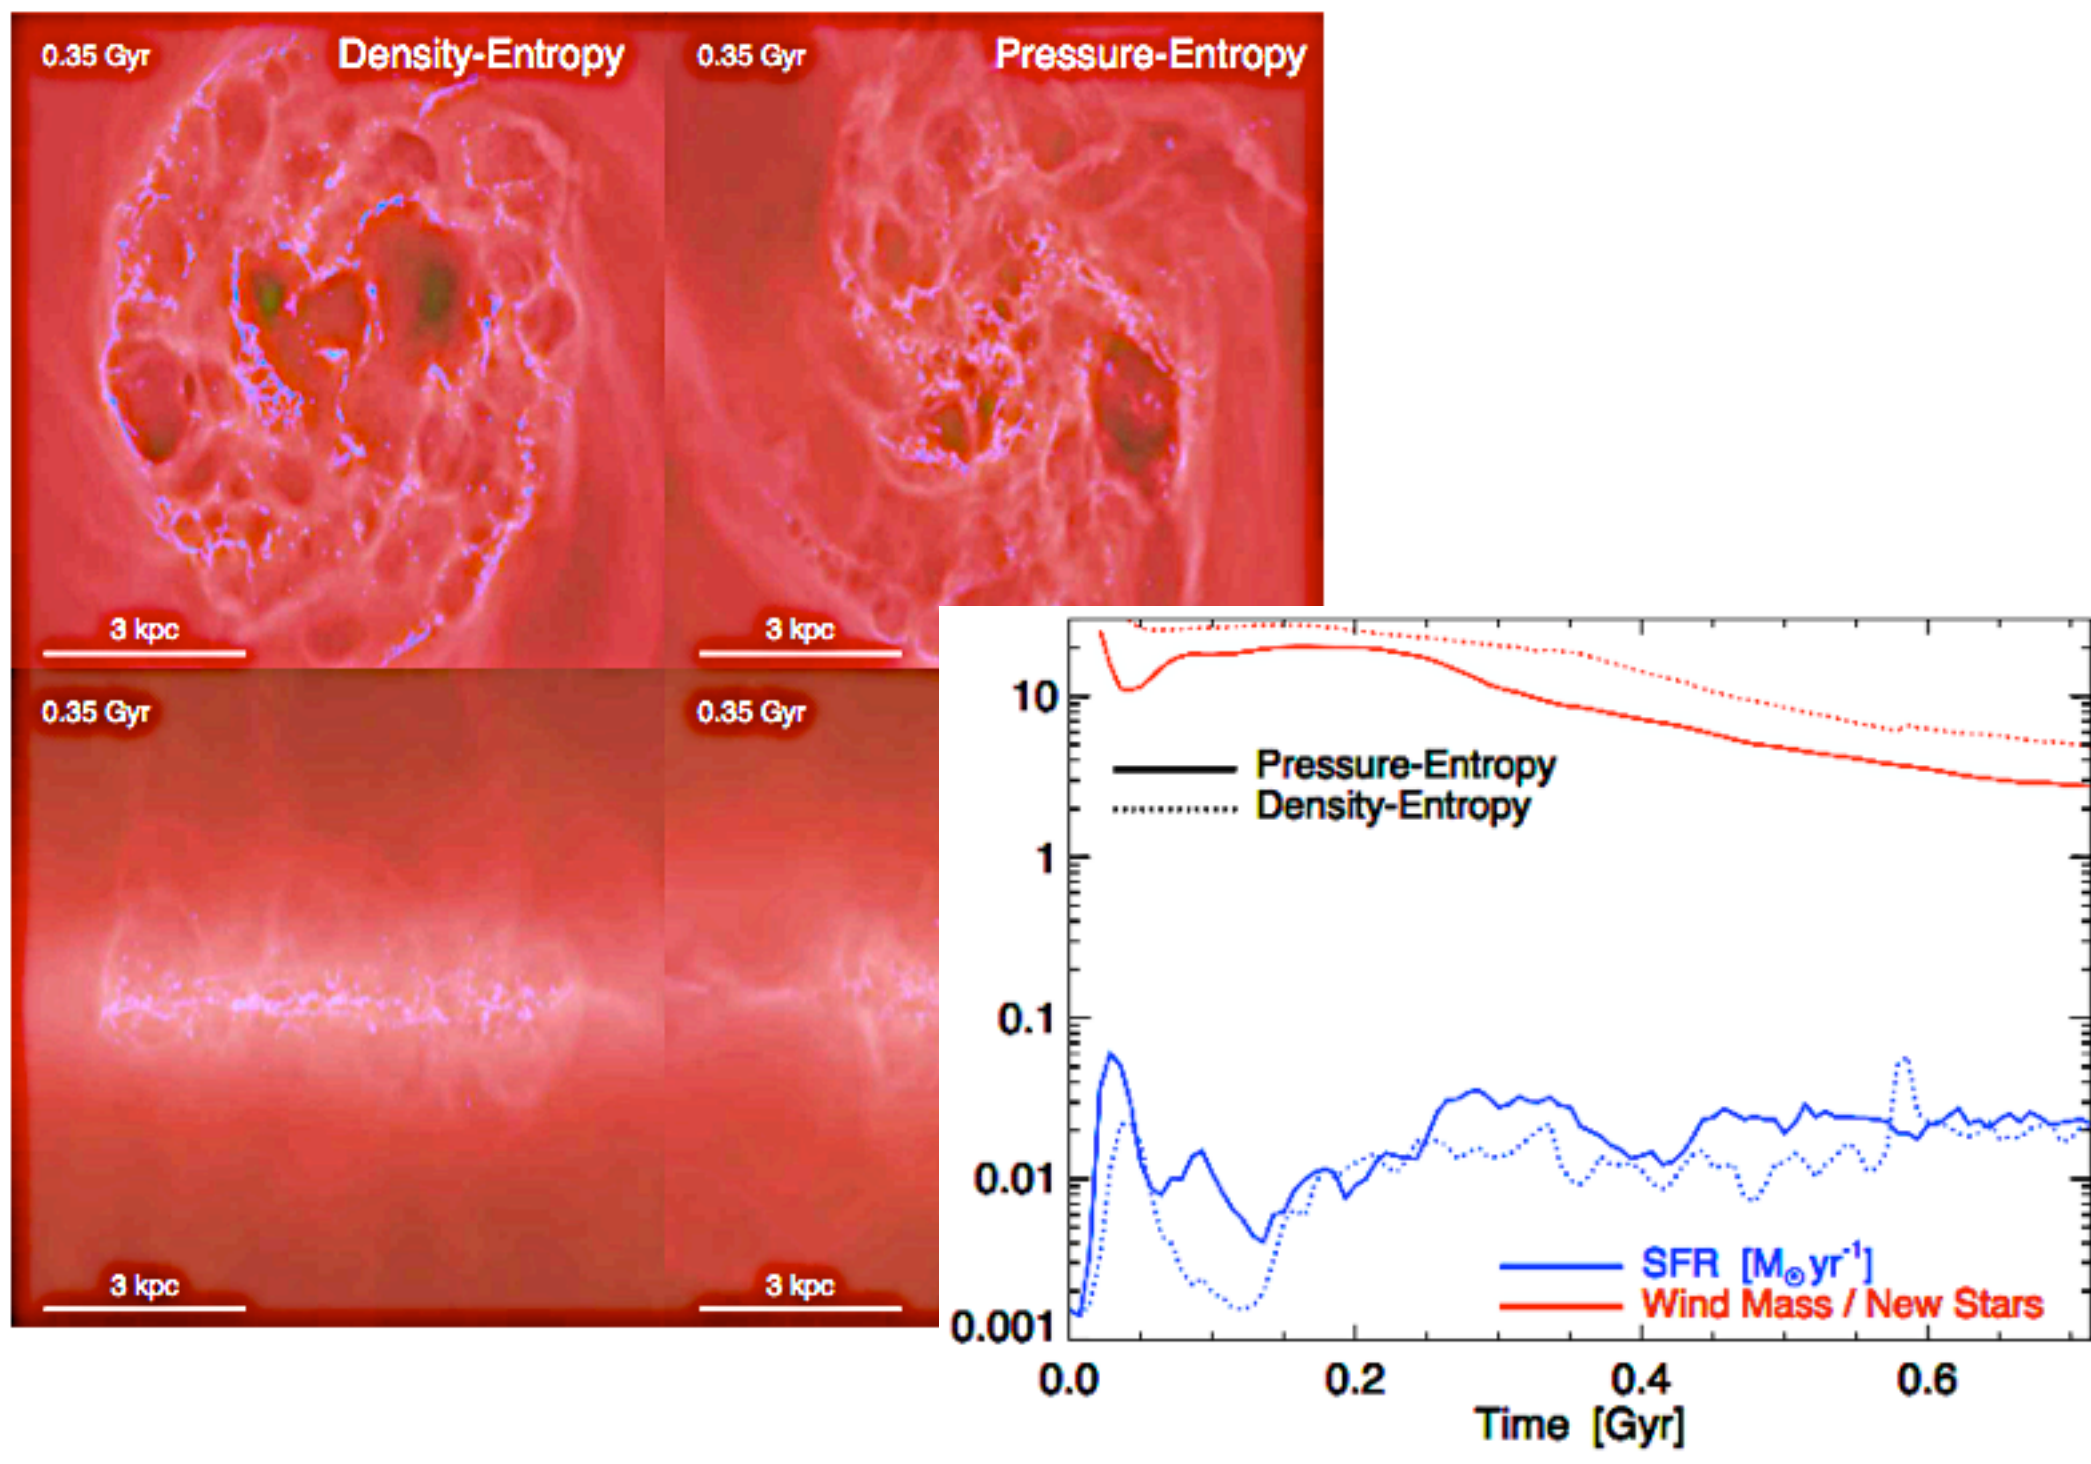 0.35 Gyr
Density-Entropy
0.35 Gyr
Pressure-Entropy
3 kpc
3 kpc
0.35 Gyr
0.35 Gyr
3 kpc
3 kpc
10
1
0.1
0.01
0.001
Pressure-Entropy
Density-Entropy
SFR [M⊙yr⁻¹]
Wind Mass / New Stars
0.0
0.2
0.4
0.6
Time [Gyr]